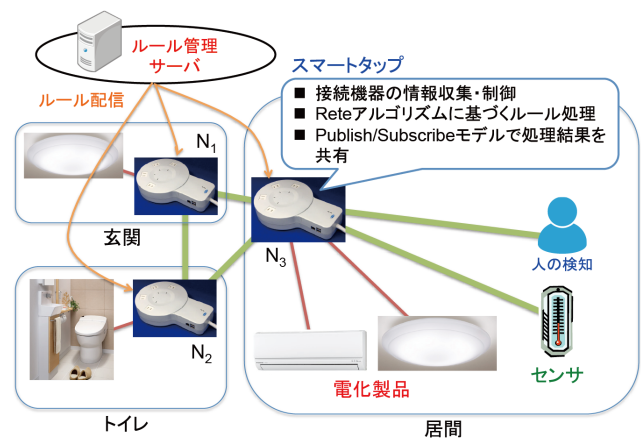 ルール管理
サーバ
スマートタップ
ルール配信
■ 接続機器の情報収集・制御
■ Reteアルゴリズムに基づくルール処理
■ Publish/Subscribeモデルで処理結果を
共有
N1
玄関
N3
人の検知
N2
電化製品
センサ
トイレ
居間